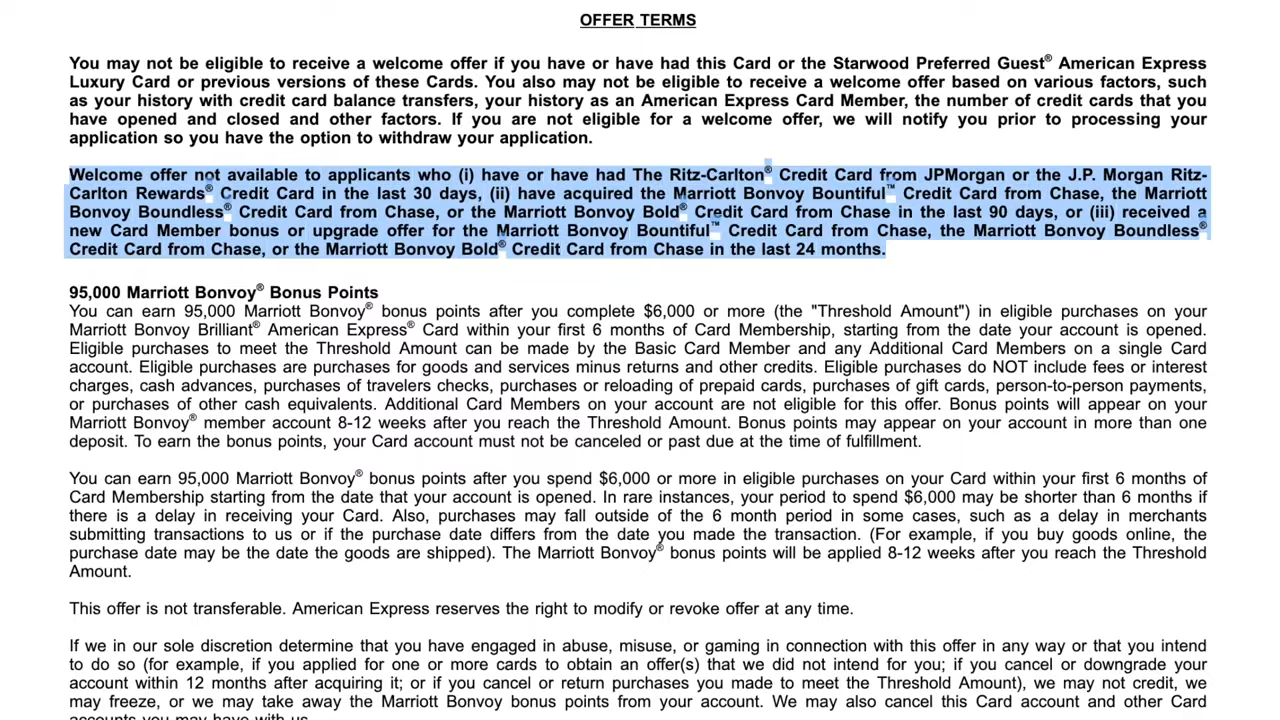 OFFER TERMS
You may not be eligible to receive a welcome offer if you have or have had this Card or the Starwood Preferred Guest® American Express
Luxury Card or previous versions of these Cards. You also may not be eligible to receive a welcome offer based on various factors, such
as your history with credit card balance transfers, your history as an American Express Card Member, the number of credit cards that you
have opened and closed and other factors. If you are not eligible for a welcome offer, we will notify you prior to processing your
application so you have the option to withdraw your application.
Welcome offer not available to applicants who (i) have or have had The Ritz-Carlton® Credit Card from JPMorgan or the J.P. Morgan Ritz-
Carlton Rewards® Credit Card in the last 30 days, (ii) have acquired the Marriott Bonvoy Bountiful™ Credit Card from Chase, the Marriott
Bonvoy Boundless® Credit Card from Chase, or the Marriott Bonvoy Bold® Credit Card from Chase in the last 90 days, or (iii) received a
new Card Member bonus or upgrade offer for the Marriott Bonvoy Bountiful™ Credit Card from Chase, the Marriott Bonvoy Boundless®
Credit Card from Chase, or the Marriott Bonvoy Bold® Credit Card from Chase in the last 24 months.
95,000 Marriott Bonvoy® Bonus Points
You can earn 95,000 Marriott Bonvoy® bonus points after you complete $6,000 or more (the "Threshold Amount") in eligible purchases on your
Marriott Bonvoy Brilliant® American Express® Card within your first 6 months of Card Membership, starting from the date your account is opened.
Eligible purchases to meet the Threshold Amount can be made by the Basic Card Member and any Additional Card Members on a single Card
account. Eligible purchases are purchases for goods and services minus returns and other credits. Eligible purchases do NOT include fees or interest
charges, cash advances, purchases of travelers checks, purchases or reloading of prepaid cards, purchases of gift cards, person-to-person payments,
or purchases of other cash equivalents. Additional Card Members on your account are not eligible for this offer. Bonus points will appear on your
Marriott Bonvoy® member account 8-12 weeks after you reach the Threshold Amount. Bonus points may appear on your account in more than one
deposit. To earn the bonus points, your Card account must not be canceled or past due at the time of fulfillment.
You can earn 95,000 Marriott Bonvoy® bonus points after you spend $6,000 or more in eligible purchases on your Card within your first 6 months of
Card Membership starting from the date that your account is opened. In rare instances, your period to spend $6,000 may be shorter than 6 months if
there is a delay in receiving your Card. Also, purchases may fall outside of the 6 month period in some cases, such as a delay in merchants
submitting transactions to us or if the purchase date differs from the date you made the transaction. (For example, if you buy goods online, the
purchase date may be the date the goods are shipped). The Marriott Bonvoy® bonus points will be applied 8-12 weeks after you reach the Threshold
Amount.
This offer is not transferable. American Express reserves the right to modify or revoke offer at any time.
If we in our sole discretion determine that you have engaged in abuse, misuse, or gaming in connection with this offer in any way or that you intend
to do so (for example, if you applied for one or more cards to obtain an offer(s) that we did not intend for you; if you cancel or downgrade your
account within 12 months after acquiring it; or if you cancel or return purchases you made to meet the Threshold Amount), we may not credit, we
may freeze, or we may take away the Marriott Bonvoy bonus points from your account. We may also cancel this Card account and other Card
accounts you may have with us.